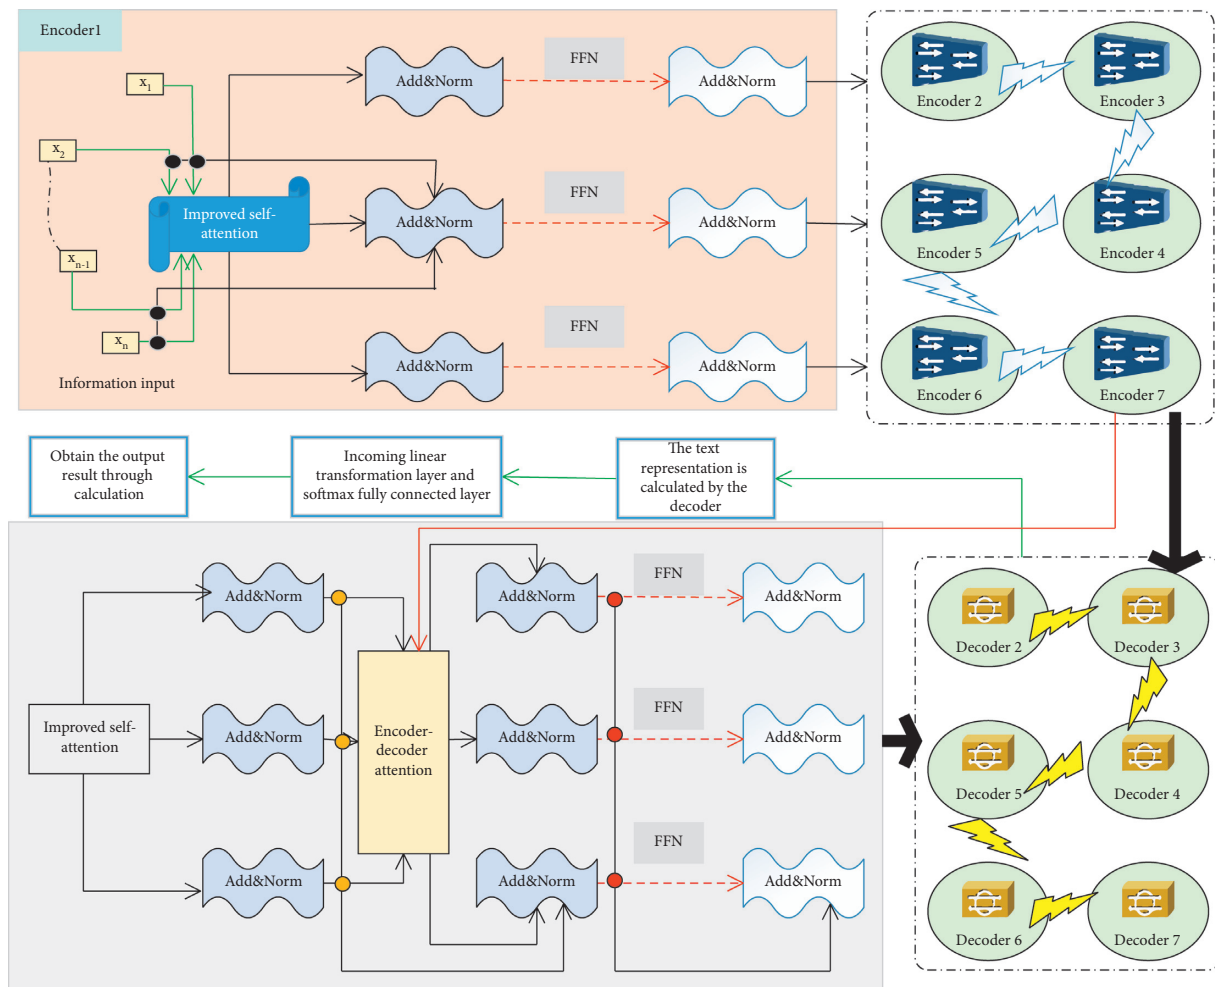 Encoder1
x1
x2
xn-1
xn
Information input
Improved self-
attention
Add&Norm
FFN
Add&Norm
Add&Norm
FFN
Add&Norm
Add&Norm
FFN
Add&Norm
Encoder 2
Encoder 3
Encoder 5
Encoder 4
Encoder 6
Encoder 7
Obtain the output
result through
calculation
Incoming linear
transformation layer and
softmax fully connected layer
The text
representation is
calculated by the
decoder
Improved self-
attention
Add&Norm
Add&Norm
Add&Norm
Encoder-
decoder
attention
Add&Norm
FFN
Add&Norm
Add&Norm
FFN
Add&Norm
Add&Norm
FFN
Add&Norm
Decoder 2
Decoder 3
Decoder 5
Decoder 4
Decoder 6
Decoder 7